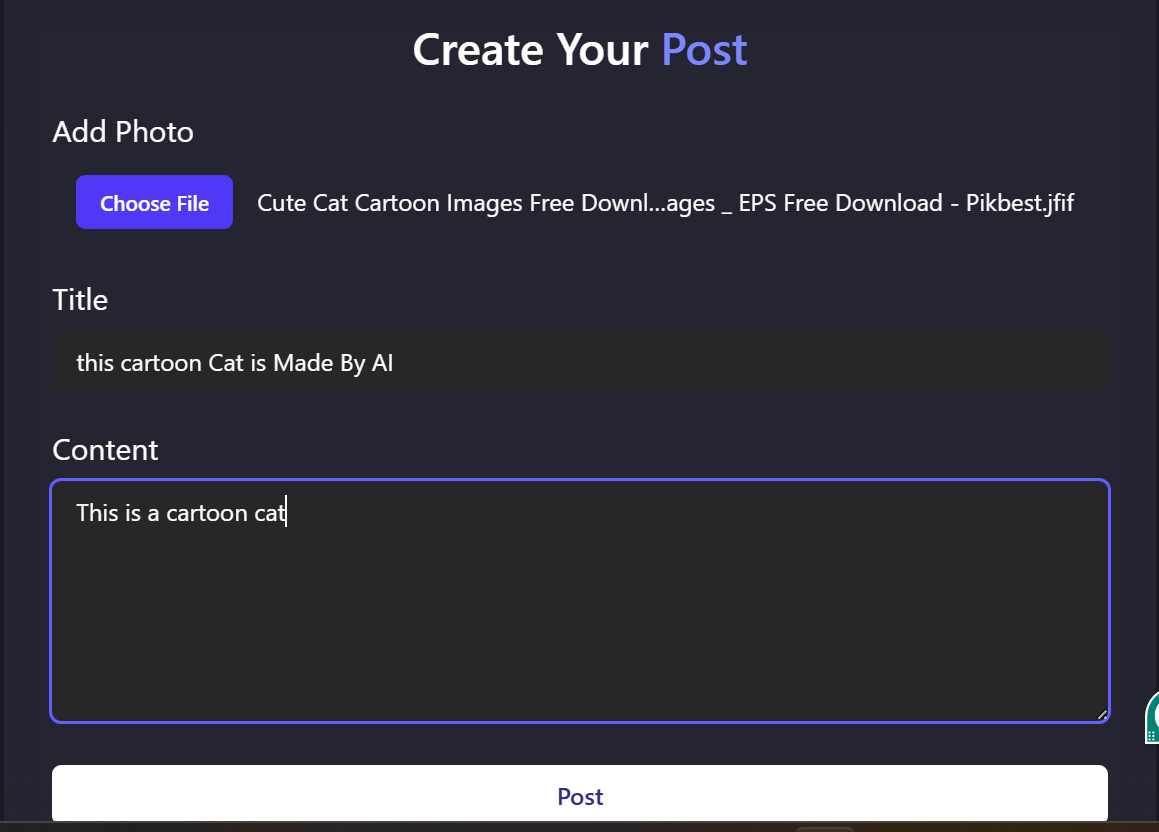 Create Your Post
Add Photo
Choose File Cute Cat Cartoon Images Free Downl...ages _ EPS Free Download - Pikbest.jfif
Title
this cartoon Cat is Made By AI
Content
This is a cartoon cat
Post